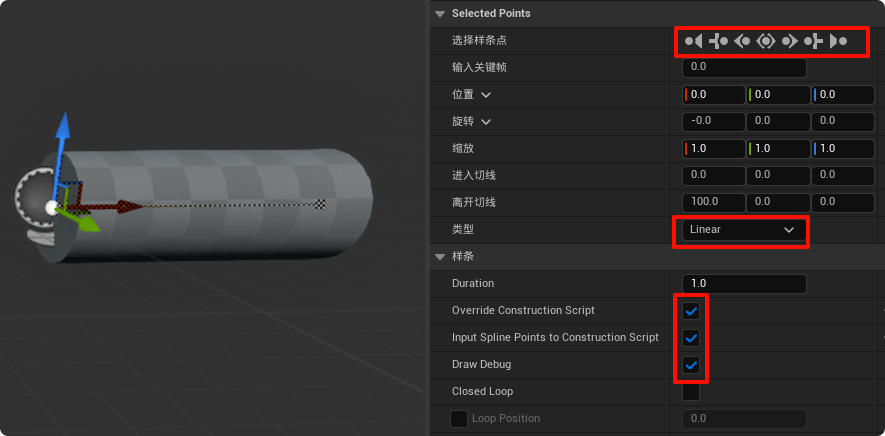 Selected Points
选择样条点
输入关键帧 0.0
位置 0.0 0.0 0.0
旋转 -0.0 0.0 0.0
缩放 1.0 1.0 1.0
进入切线 0.0 0.0 0.0
离开切线 100.0 0.0 0.0
类型 Linear
样条
Duration 1.0
Override Construction Script
Input Spline Points to Construction Script
Draw Debug
Closed Loop
Loop Position 0.0